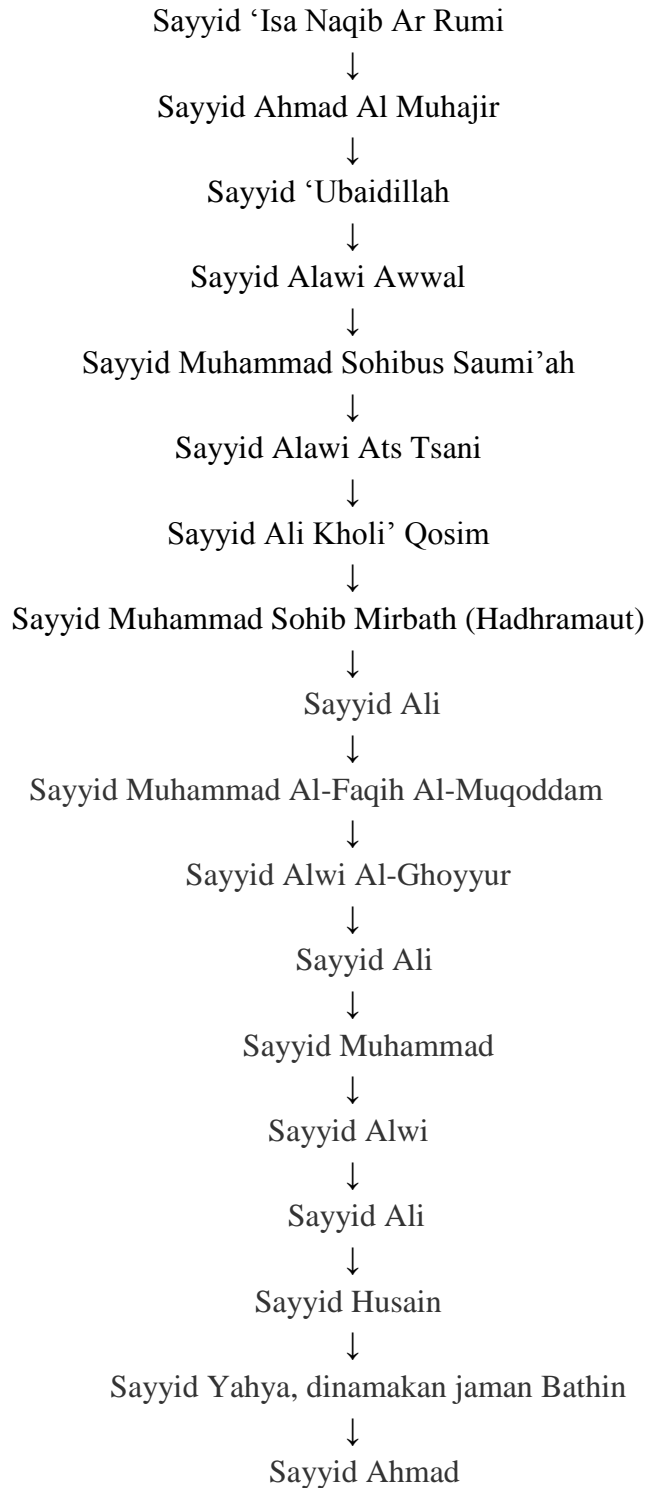 Sayyid ‘Isa Naqib Ar Rumi
↓
Sayyid Ahmad Al Muhajir
↓
Sayyid ‘Ubaidillah
↓
Sayyid Alawi Awwal
↓
Sayyid Muhammad Sohibus Saumi’ah
↓
Sayyid Alawi Ats Tsani
↓
Sayyid Ali Kholi’ Qosim
↓
Sayyid Muhammad Sohib Mirbath (Hadhramaut)
↓
Sayyid Ali
↓
Sayyid Muhammad Al-Faqih Al-Muqoddam
↓
Sayyid Alwi Al-Ghoyyur
↓
Sayyid Ali
↓
Sayyid Muhammad
↓
Sayyid Alwi
↓
Sayyid Ali
↓
Sayyid Husain
↓
Sayyid Yahya, dinamakan jaman Bathin
↓
Sayyid Ahmad